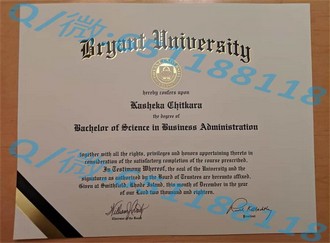 Bryant University
hereby confers upon
Kasheka Chitkara
the degree of
Bachelor of Science in Business Administration
Together with all the rights, privileges and honors appertaining thereto in
consideration of the satisfactory completion of the course prescribed.
In Testimony Whereof, the seal of the University and the
signatures as authorized by the Board of Trustees are hereunto affixed.
Given at Smithfield, Rhode Island, this month of December in the year
of our Lord two thousand and eighteen.
President
Q/微:
188118
Q/微:
188118